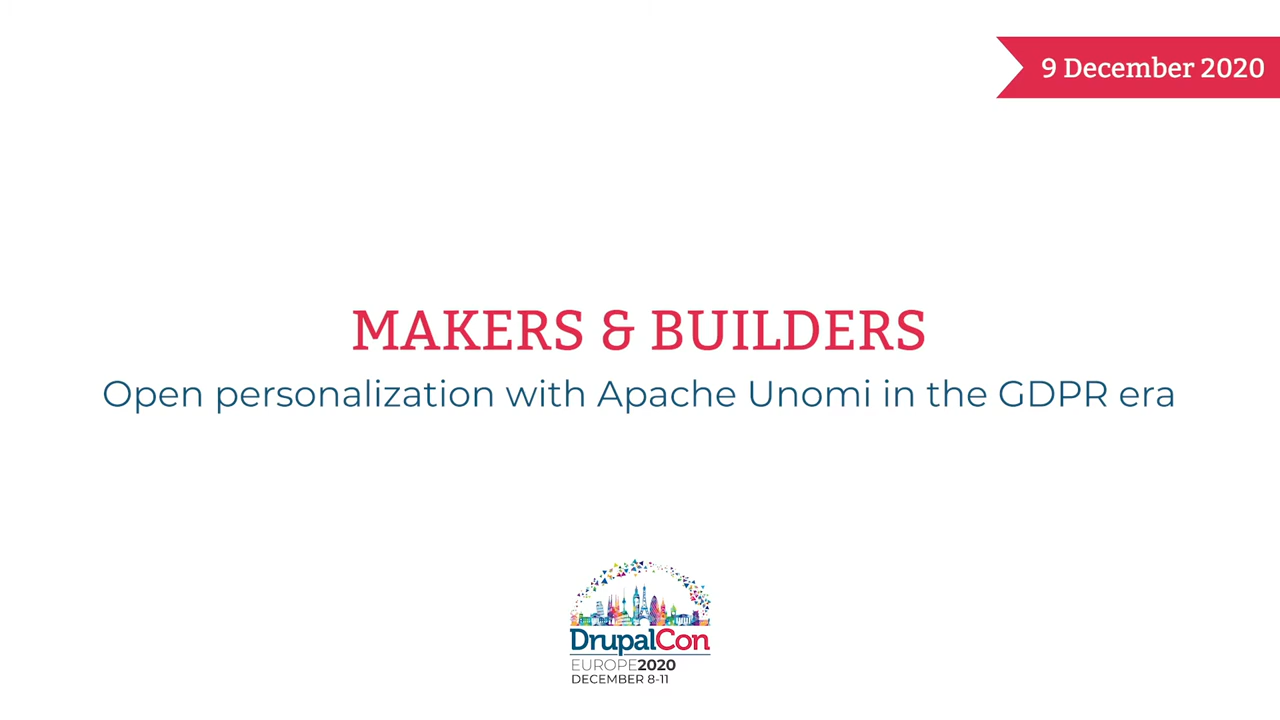 9 December 2020
MAKERS & BUILDERS
Open personalization with Apache Unomi in the GDPR era
DrupalCon
EUROPE2020
DECEMBER 8-11